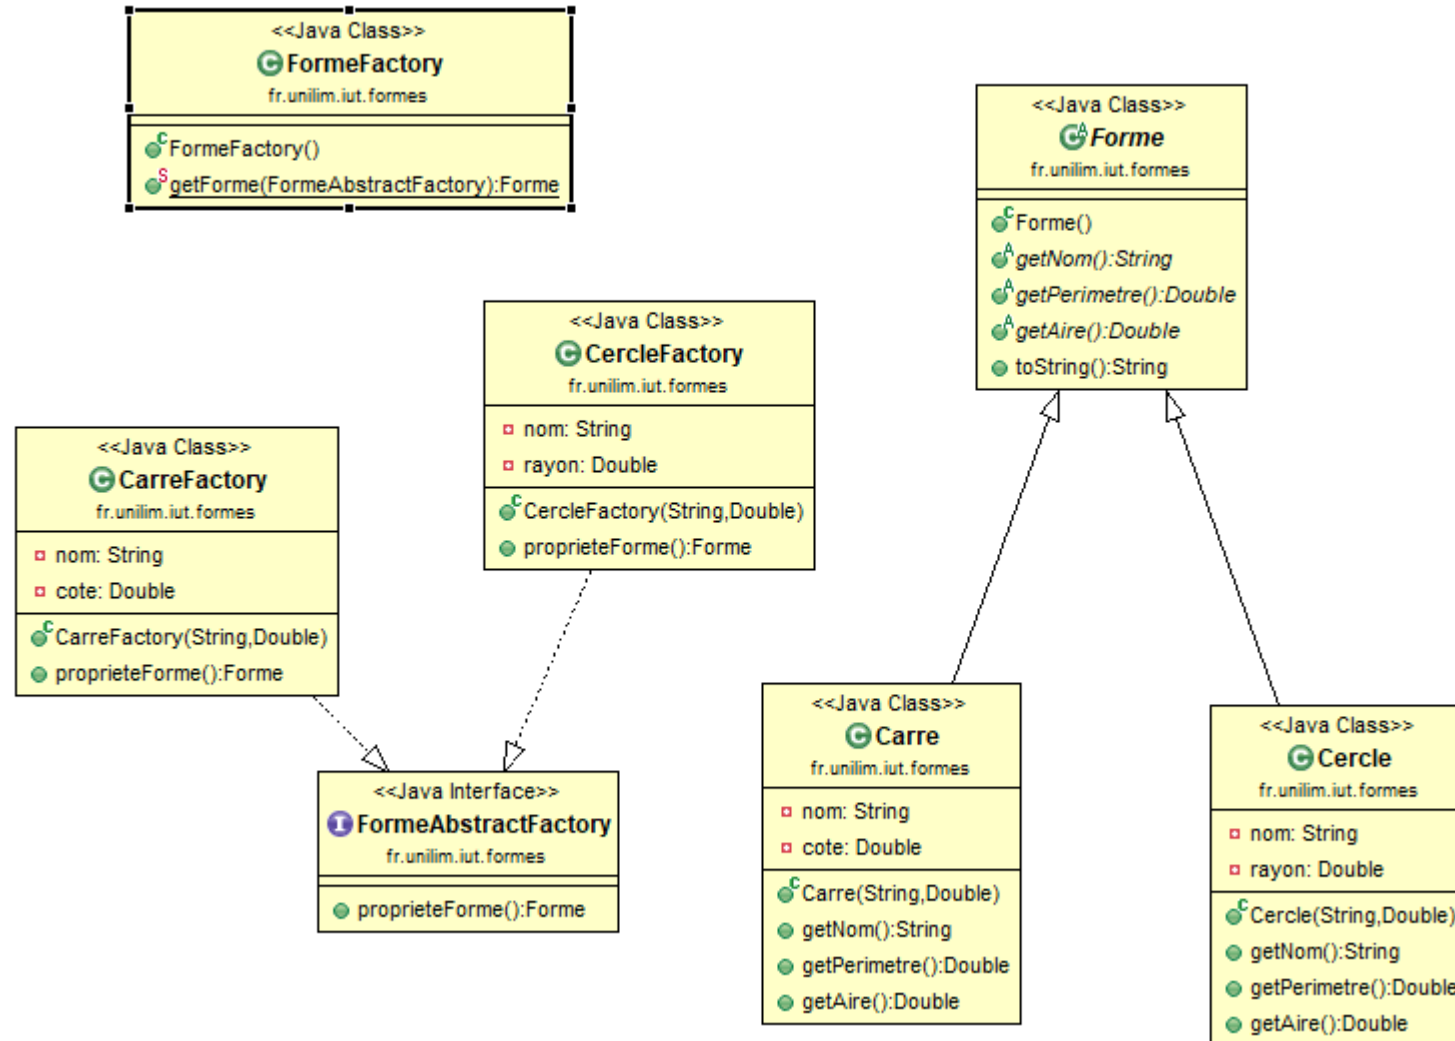 <<Java Class>>
FormeFactory
fr.unilim.iut.formes
FormeFactory()
getForme(FormeAbstractFactory):Forme
<<Java Class>>
Forme
fr.unilim.iut.formes
Forme()
getNom():String
getPerimetre():Double
getAire():Double
toString():String
<<Java Class>>
CercleFactory
fr.unilim.iut.formes
nom: String
rayon: Double
CercleFactory(String,Double)
proprieteForme():Forme
<<Java Class>>
CarreFactory
fr.unilim.iut.formes
nom: String
cote: Double
CarreFactory(String,Double)
proprieteForme():Forme
<<Java Interface>>
FormeAbstractFactory
fr.unilim.iut.formes
proprieteForme():Forme
<<Java Class>>
Carre
fr.unilim.iut.formes
nom: String
cote: Double
Carre(String,Double)
getNom():String
getPerimetre():Double
getAire():Double
<<Java Class>>
Cercle
fr.unilim.iut.formes
nom: String
rayon: Double
Cercle(String,Double)
getNom():String
getPerimetre():Double
getAire():Double